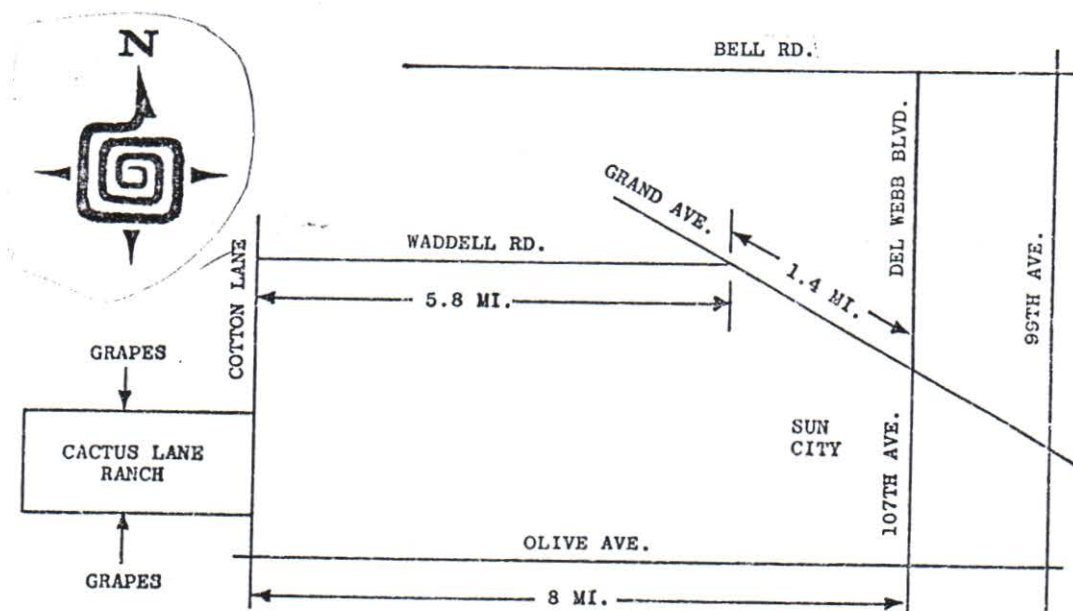 N
BELL RD.
GRAND AVE.
DEL WEBB BLVD.
WADDELL RD.
1.4 MI.
5.8 MI.
COTTON LANE
99TH AVE.
GRAPES
CACTUS LANE
RANCH
SUN
CITY
107TH AVE.
OLIVE AVE.
GRAPES
8 MI.